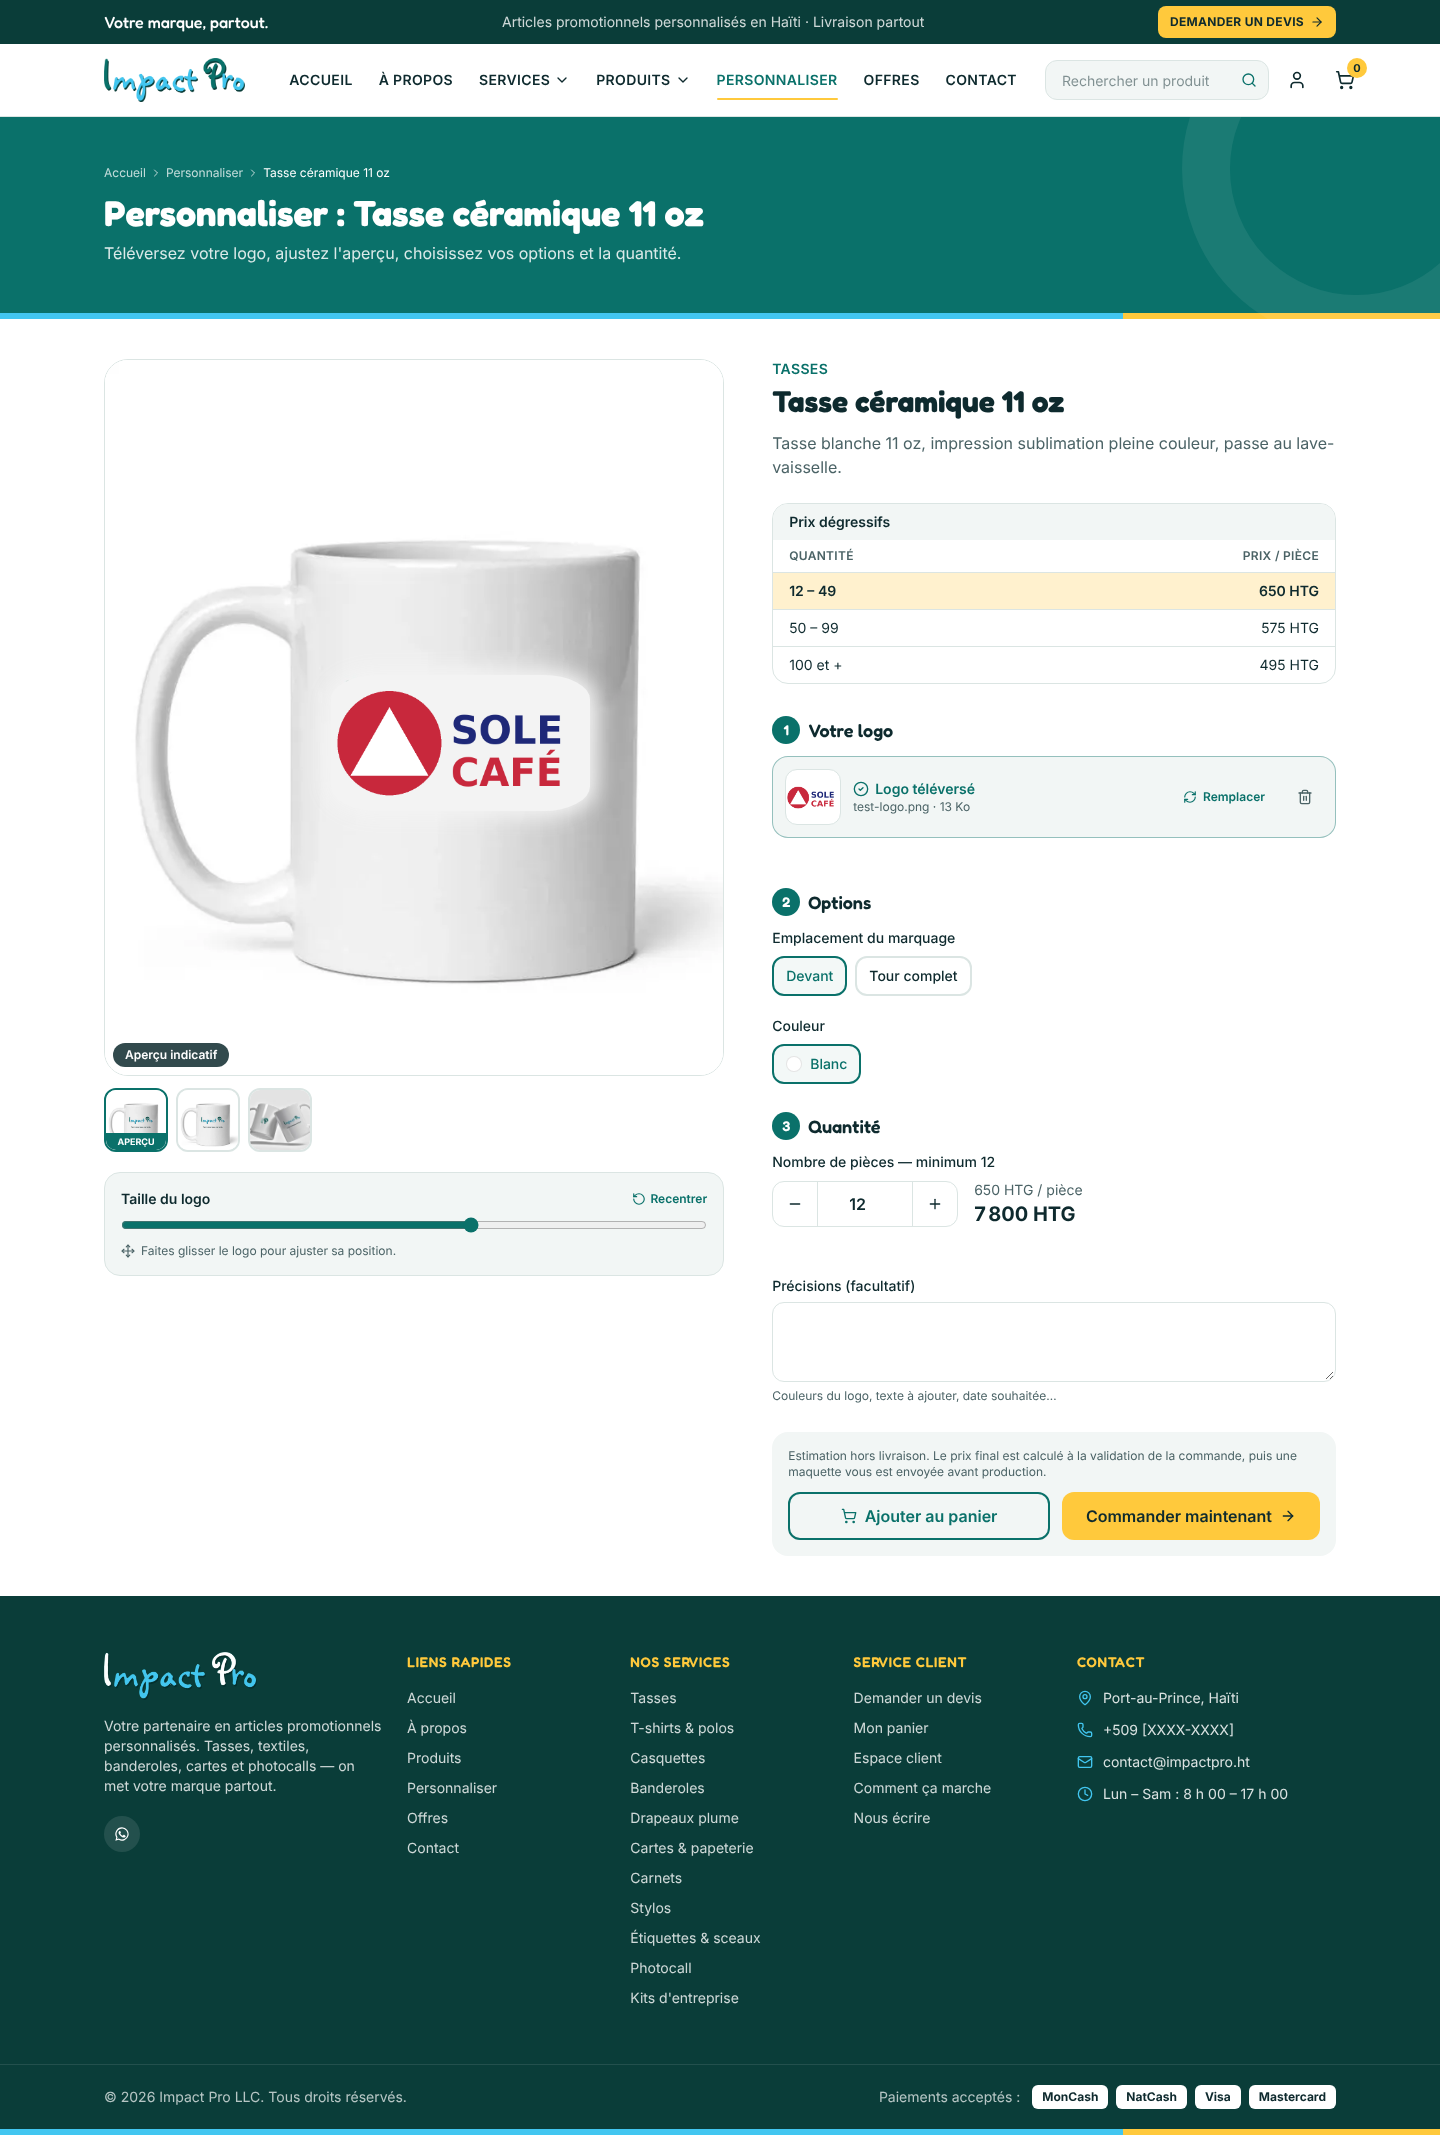 Votre marque, partout.
Articles promotionnels personnalisés en Haïti · Livraison partout
DEMANDER UN DEVIS
Impact Pro
ACCUEIL
À PROPOS
SERVICES
PRODUITS
PERSONNALISER
OFFRES
CONTACT
Rechercher un produit
0
Accueil > Personnaliser > Tasse céramique 11 oz
Personnaliser : Tasse céramique 11 oz
Téléversez votre logo, ajustez l'aperçu, choisissez vos options et la quantité.
SOLE
CAFÉ
Aperçu indicatif
Impact Pro
APERÇU
Impact Pro
Taille du logo
Recentrer
Faites glisser le logo pour ajuster sa position.
TASSES
Tasse céramique 11 oz
Tasse blanche 11 oz, impression sublimation pleine couleur, passe au lave-
vaisselle.
Prix dégressifs
QUANTITÉ PRIX / PIÈCE
12 – 49 650 HTG
50 – 99 575 HTG
100 et + 495 HTG
1 Votre logo
SOLE
CAFÉ
Logo téléversé
test-logo.png · 13 Ko
Remplacer
2 Options
Emplacement du marquage
Devant
Tour complet
Couleur
Blanc
3 Quantité
Nombre de pièces — minimum 12
− 12 +
650 HTG / pièce
7 800 HTG
Précisions (facultatif)
Couleurs du logo, texte à ajouter, date souhaitée…
Estimation hors livraison. Le prix final est calculé à la validation de la commande, puis une
maquette vous est envoyée avant production.
Ajouter au panier
Commander maintenant
Impact Pro
Votre partenaire en articles promotionnels
personnalisés. Tasses, textiles,
banderoles, cartes et photocalls — on
met votre marque partout.
LIENS RAPIDES
Accueil
À propos
Produits
Personnaliser
Offres
Contact
NOS SERVICES
Tasses
T-shirts & polos
Casquettes
Banderoles
Drapeaux plume
Cartes & papeterie
Carnets
Stylos
Étiquettes & sceaux
Photocall
Kits d'entreprise
SERVICE CLIENT
Demander un devis
Mon panier
Espace client
Comment ça marche
Nous écrire
CONTACT
Port-au-Prince, Haïti
+509 [XXXX-XXXX]
contact@impactpro.ht
Lun – Sam : 8 h 00 – 17 h 00
© 2026 Impact Pro LLC. Tous droits réservés.
Paiements acceptés : MonCash NatCash Visa Mastercard